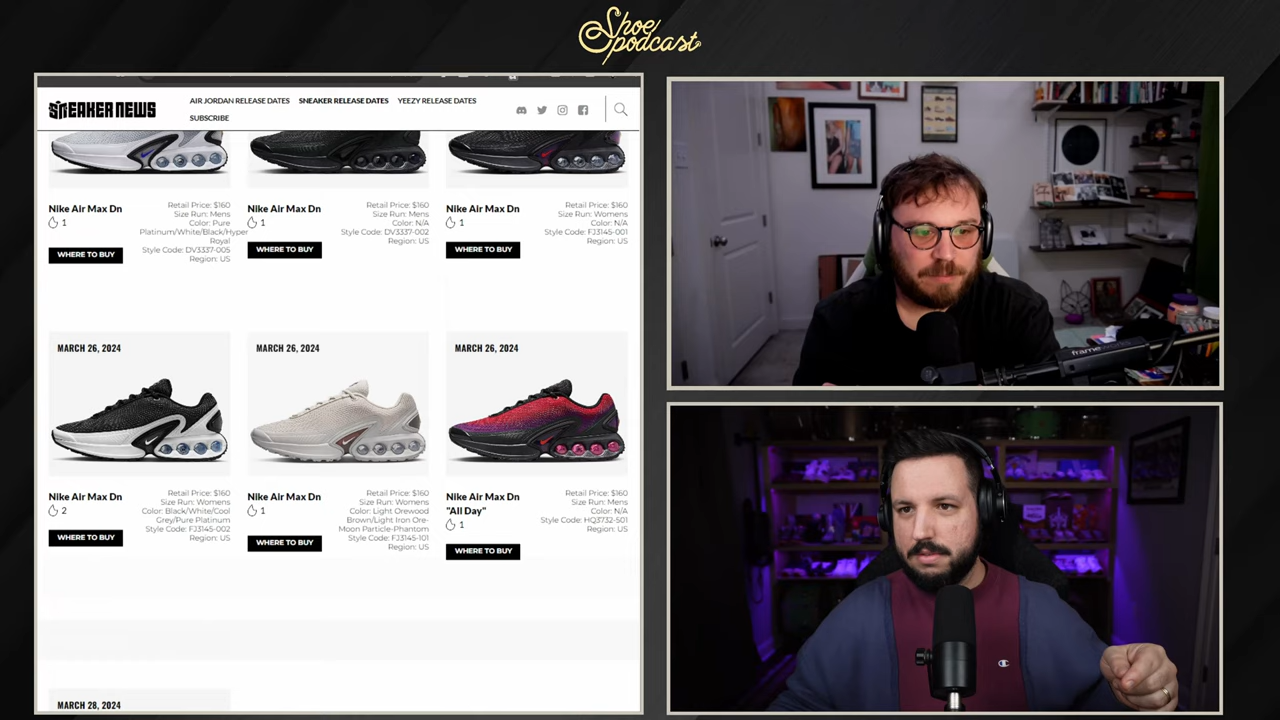 Shoe
podcast
SNEAKER NEWS
AIR JORDAN RELEASE DATES
SNEAKER RELEASE DATES
YEEZY RELEASE DATES
SUBSCRIBE
Nike Air Max Dn
1
WHERE TO BUY
Retail Price: $160
Size Run: Mens
Color: Pure
Platinum/White/Black/Hyper
Royal
Style Code: DV3337-005
Region: US
Nike Air Max Dn
1
WHERE TO BUY
Retail Price: $160
Size Run: Mens
Color: N/A
Style Code: DV3337-002
Region: US
Nike Air Max Dn
1
WHERE TO BUY
Retail Price: $160
Size Run: Womens
Color: N/A
Style Code: FJ3145-001
Region: US
MARCH 26, 2024
Nike Air Max Dn
2
WHERE TO BUY
Retail Price: $160
Size Run: Womens
Color: Black/White/Cool
Grey/Pure Platinum
Style Code: FJ3145-002
Region: US
MARCH 26, 2024
Nike Air Max Dn
1
WHERE TO BUY
Retail Price: $160
Size Run: Womens
Color: Light Orewood
Brown/Light Iron Ore-
Moon Particle-Phantom
Style Code: FJ3145-101
Region: US
MARCH 26, 2024
Nike Air Max Dn
"All Day"
1
WHERE TO BUY
Retail Price: $160
Size Run: Mens
Color: N/A
Style Code: HQ3732-501
Region: US
MARCH 28, 2024
frame